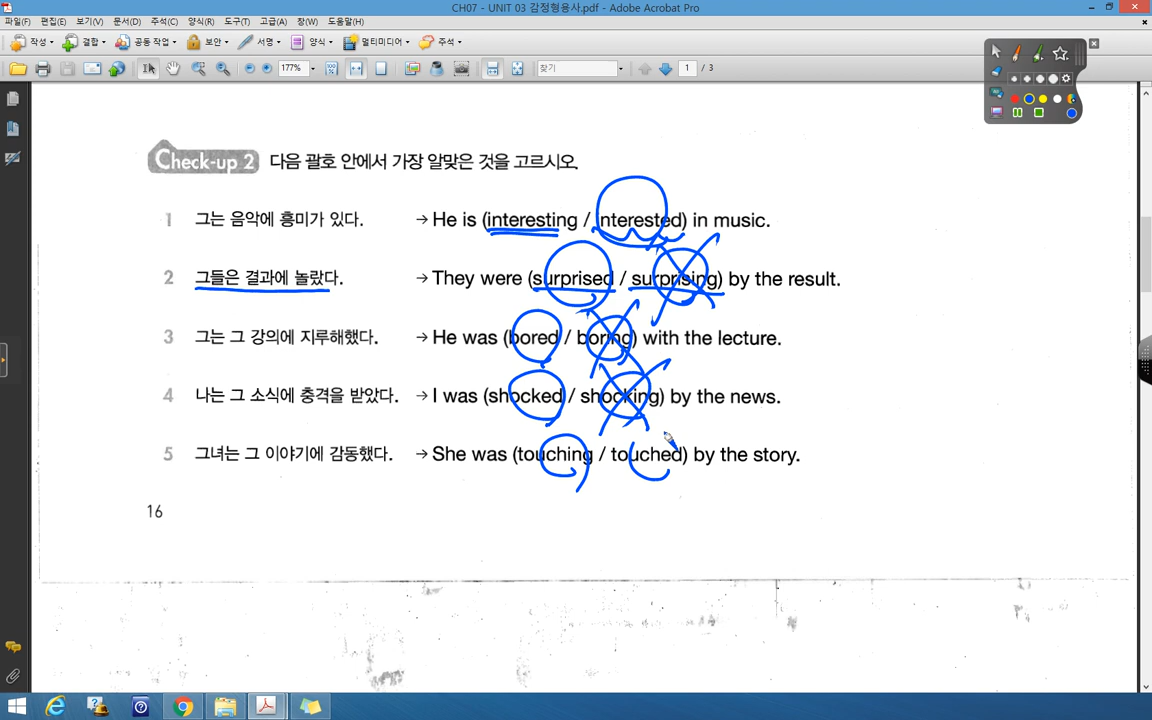 CH07 - UNIT 03 감정형용사.pdf - Adobe Acrobat Pro
파일(F) 편집(E) 보기(V) 문서(D) 주석(C) 양식(R) 도구(T) 고급(A) 창(W) 도움말(H)
작성 결합 공동 작업 보안 서명 양식 멀티미디어 주석
177% 찾기 1 / 3
Check-up 2 다음 괄호 안에서 가장 알맞은 것을 고르시오.
1 그는 음악에 흥미가 있다. → He is (interesting / interested) in music.
2 그들은 결과에 놀랐다. → They were (surprised / surprising) by the result.
3 그는 그 강의에 지루해했다. → He was (bored / boring) with the lecture.
4 나는 그 소식에 충격을 받았다. → I was (shocked / shocking) by the news.
5 그녀는 그 이야기에 감동했다. → She was (touching / touched) by the story.
16